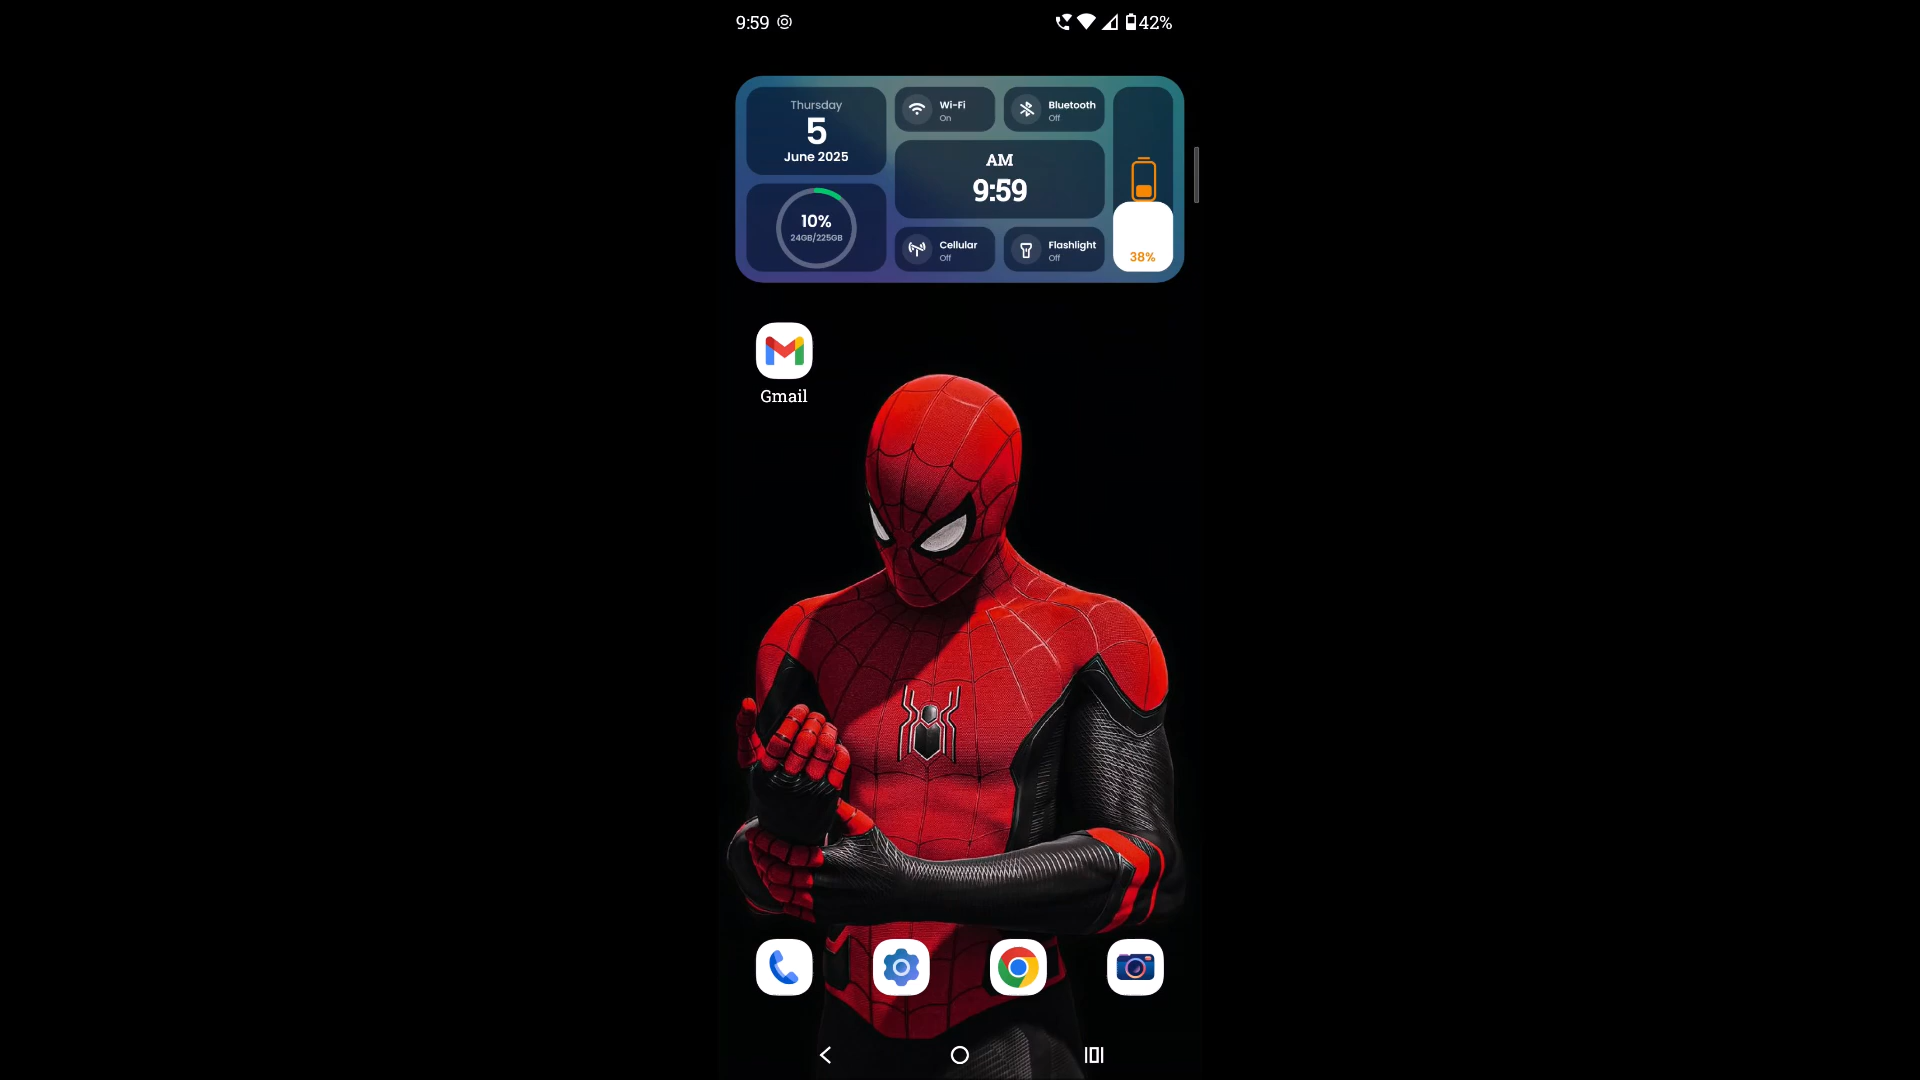 9:59
42%
Thursday
5
June 2025
10%
24GB/225GB
Wi-Fi
On
Bluetooth
Off
AM
9:59
Cellular
Off
Flashlight
Off
38%
Gmail